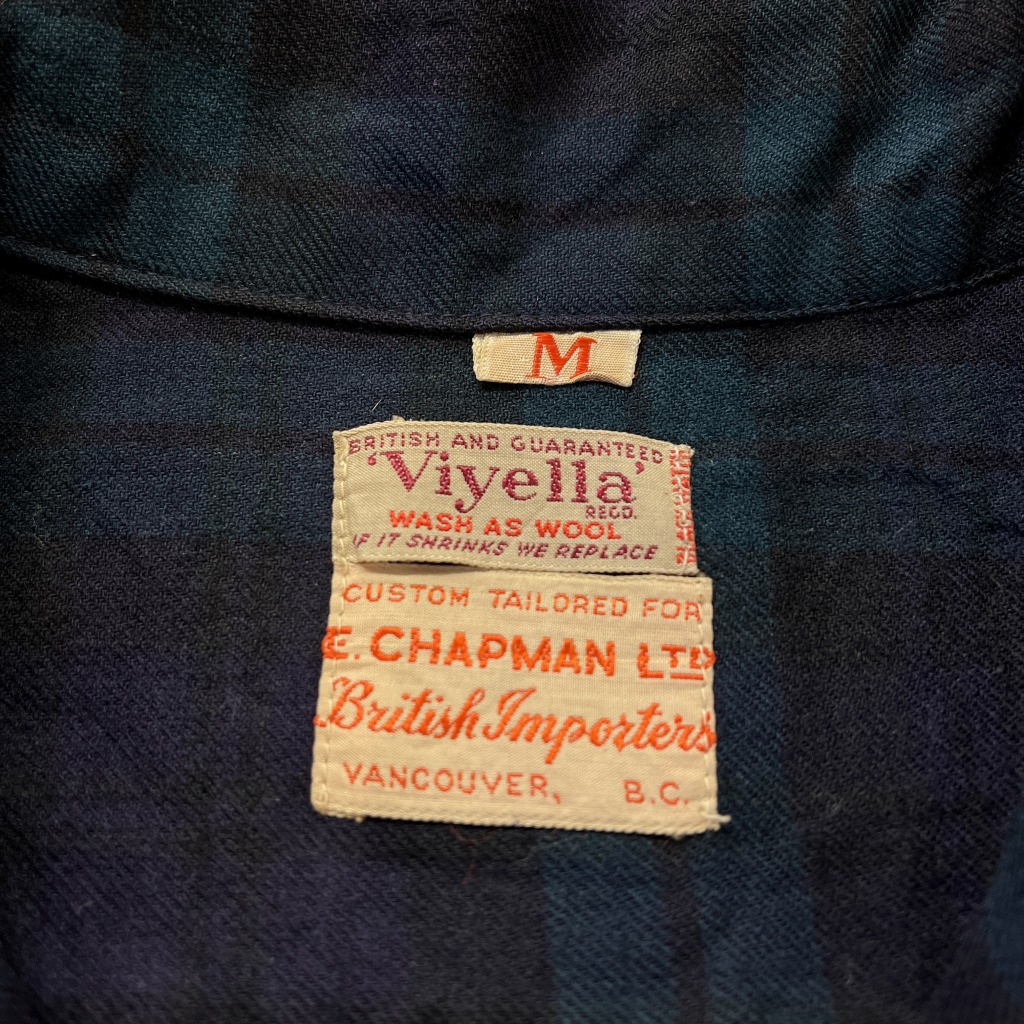 M
BRITISH AND GUARANTEED
'Viyella'
REGD.
WASH AS WOOL
IF IT SHRINKS WE REPLACE
CUSTOM TAILORED FOR
E. CHAPMAN LTD
British Importers
VANCOUVER, B.C.